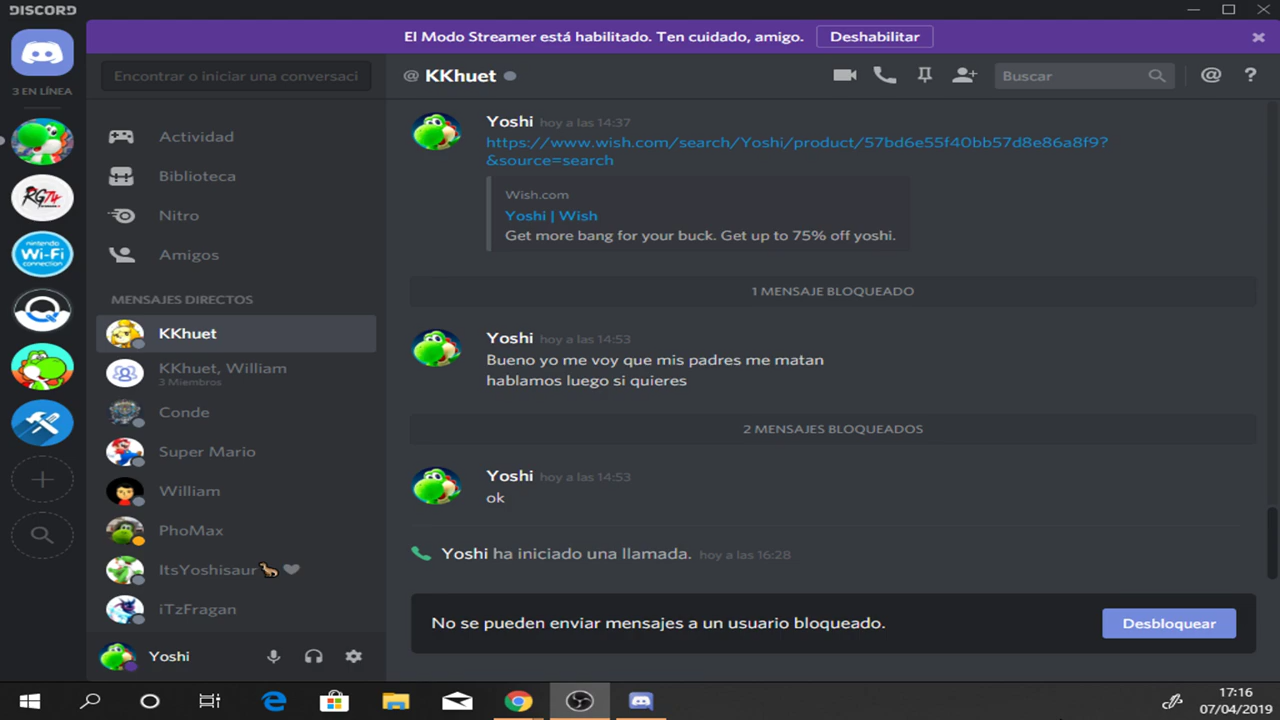 DISCORD
El Modo Streamer está habilitado. Ten cuidado, amigo.
Deshabilitar
3 EN LÍNEA
RG74
nintendo
Wi-Fi
connection
Encontrar o iniciar una conversaci
Actividad
Biblioteca
Nitro
Amigos
MENSAJES DIRECTOS
KKhuet
KKhuet, William
3 Miembros
Conde
Super Mario
William
PhoMax
ItsYoshisaur
iTzFragan
Yoshi
@ KKhuet
Buscar
@ ?
Yoshi hoy a las 14:37
https://www.wish.com/search/Yoshi/product/57bd6e55f40bb57d8e86a8f9?
&source=search
Wish.com
Yoshi | Wish
Get more bang for your buck. Get up to 75% off yoshi.
1 MENSAJE BLOQUEADO
Yoshi hoy a las 14:53
Bueno yo me voy que mis padres me matan
hablamos luego si quieres
2 MENSAJES BLOQUEADOS
Yoshi hoy a las 14:53
ok
Yoshi ha iniciado una llamada. hoy a las 16:28
No se pueden enviar mensajes a un usuario bloqueado.
Desbloquear
17:16
07/04/2019